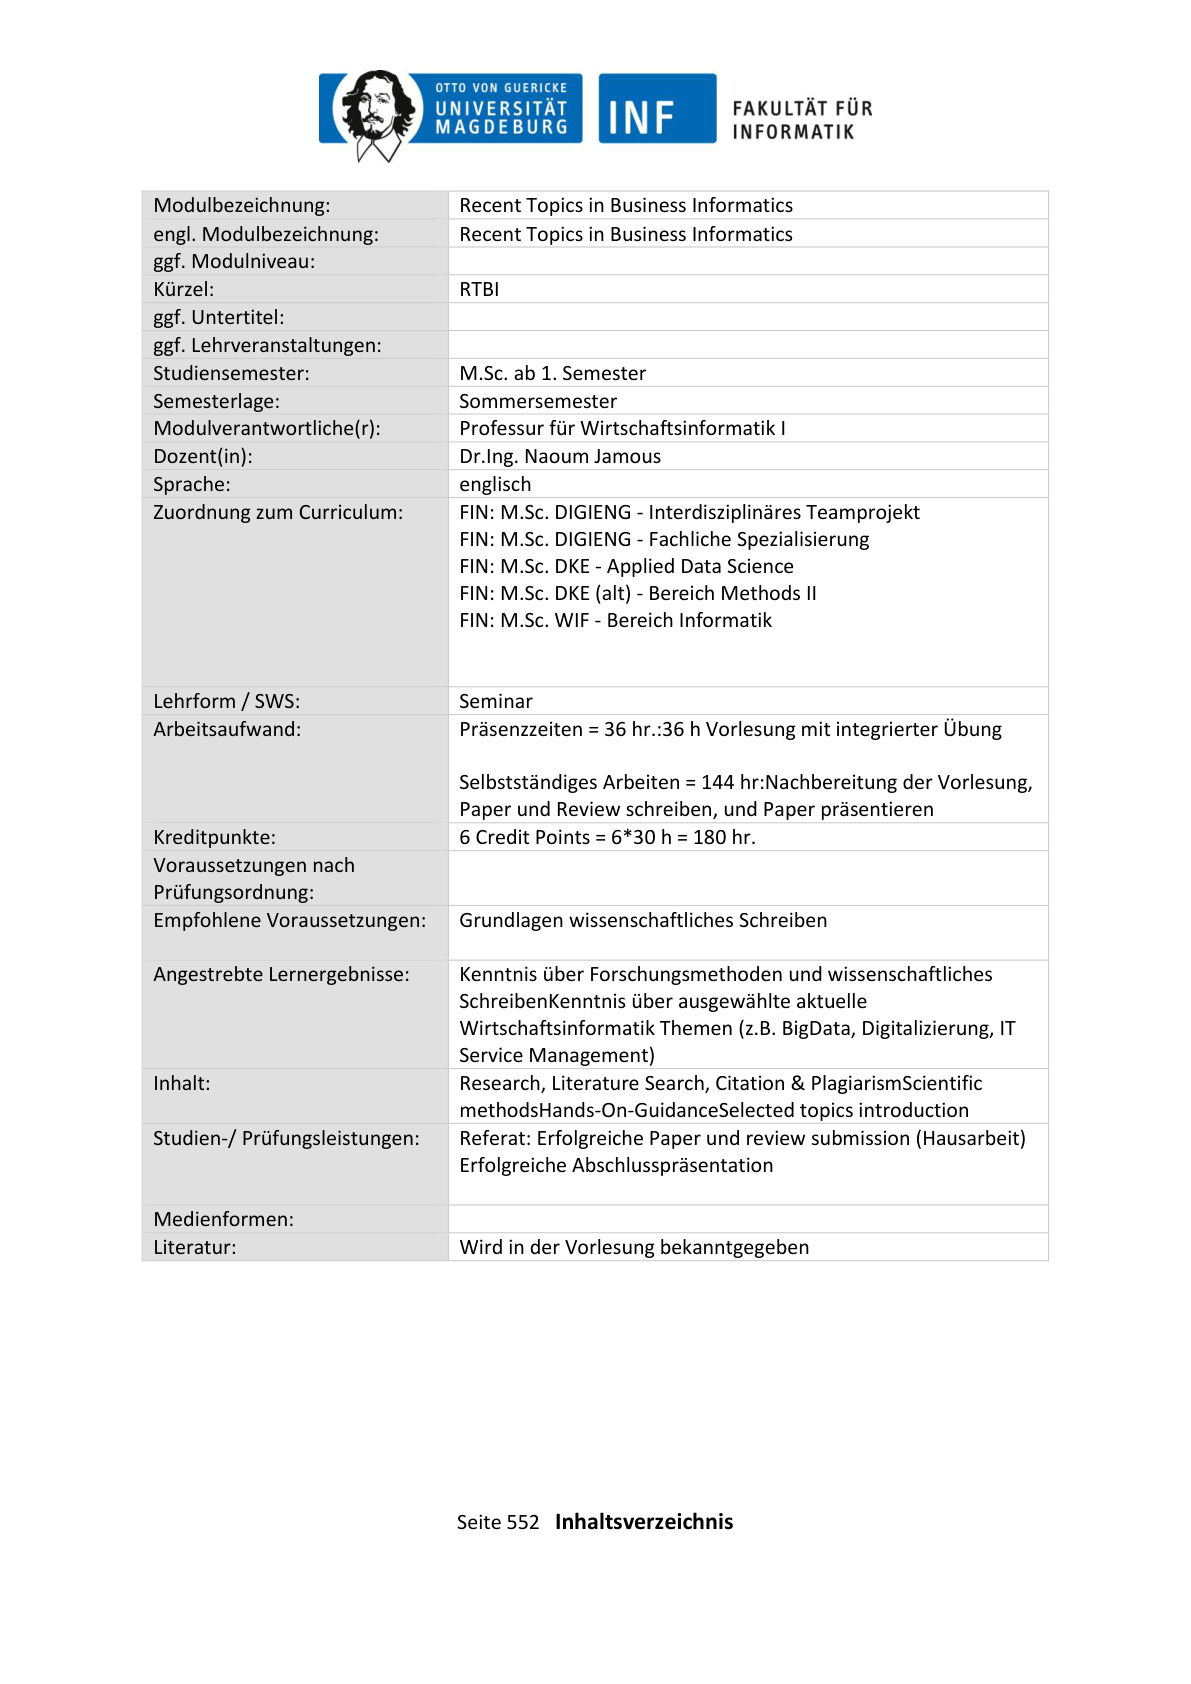 OTTO VON GUERICKE
UNIVERSITÄT
MAGDEBURG
INF
FAKULTÄT FÜR
INFORMATIK
Modulbezeichnung: Recent Topics in Business Informatics
engl. Modulbezeichnung: Recent Topics in Business Informatics
ggf. Modulniveau:
Kürzel: RTBI
ggf. Untertitel:
ggf. Lehrveranstaltungen:
Studiensemester: M.Sc. ab 1. Semester
Semesterlage: Sommersemester
Modulverantwortliche(r): Professur für Wirtschaftsinformatik I
Dozent(in): Dr.Ing. Naoum Jamous
Sprache: englisch
Zuordnung zum Curriculum: FIN: M.Sc. DIGIENG - Interdisziplinäres Teamprojekt
FIN: M.Sc. DIGIENG - Fachliche Spezialisierung
FIN: M.Sc. DKE - Applied Data Science
FIN: M.Sc. DKE (alt) - Bereich Methods II
FIN: M.Sc. WIF - Bereich Informatik
Lehrform / SWS: Seminar
Arbeitsaufwand: Präsenzzeiten = 36 hr.:36 h Vorlesung mit integrierter Übung
Selbstständiges Arbeiten = 144 hr:Nachbereitung der Vorlesung,
Paper und Review schreiben, und Paper präsentieren
Kreditpunkte: 6 Credit Points = 6*30 h = 180 hr.
Voraussetzungen nach
Prüfungsordnung:
Empfohlene Voraussetzungen: Grundlagen wissenschaftliches Schreiben
Angestrebte Lernergebnisse: Kenntnis über Forschungsmethoden und wissenschaftliches
SchreibenKenntnis über ausgewählte aktuelle
Wirtschaftsinformatik Themen (z.B. BigData, Digitalizierung, IT
Service Management)
Inhalt: Research, Literature Search, Citation & PlagiarismScientific
methodsHands-On-GuidanceSelected topics introduction
Studien-/ Prüfungsleistungen: Referat: Erfolgreiche Paper und review submission (Hausarbeit)
Erfolgreiche Abschlusspräsentation
Medienformen:
Literatur: Wird in der Vorlesung bekanntgegeben
Seite 552 Inhaltsverzeichnis